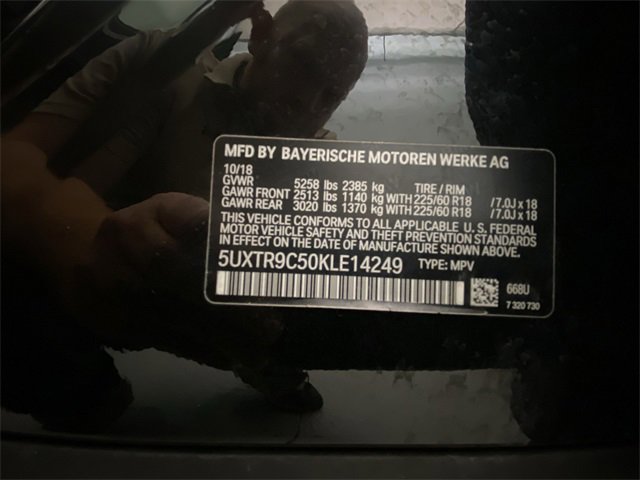 MFD BY BAYERISCHE MOTOREN WERKE AG
10/18
GVWR 5258 lbs 2385 kg TIRE / RIM
GAWR FRONT 2513 lbs 1140 kg WITH 225/60 R18 /7.0J x 18
GAWR REAR 3020 lbs 1370 kg WITH 225/60 R18 /7.0J x 18
THIS VEHICLE CONFORMS TO ALL APPLICABLE U.S. FEDERAL
MOTOR VEHICLE SAFETY AND THEFT PREVENTION STANDARDS
IN EFFECT ON THE DATE OF MANUFACTURE SHOWN ABOVE.
5UXTR9C50KLE14249 TYPE: MPV
668U
7 320 730